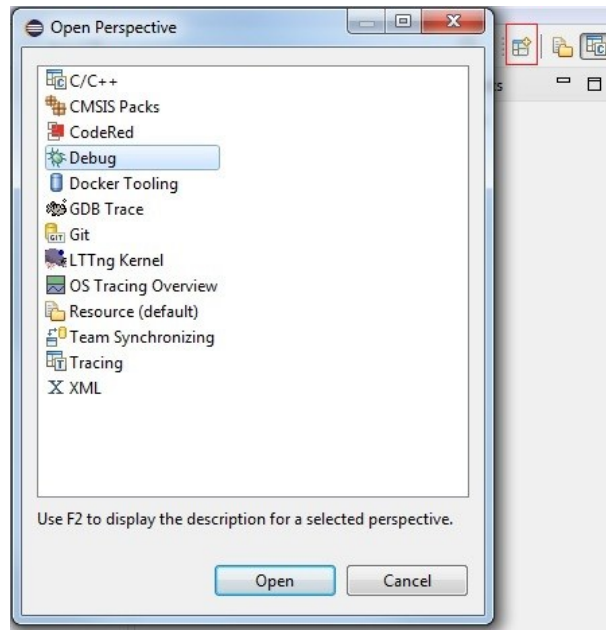 Open Perspective
C/C++
CMSIS Packs
CodeRed
Debug
Docker Tooling
GDB Trace
GIT Git
LTTng Kernel
OS Tracing Overview
Resource (default)
Team Synchronizing
Tracing
X XML
Use F2 to display the description for a selected perspective.
Open Cancel